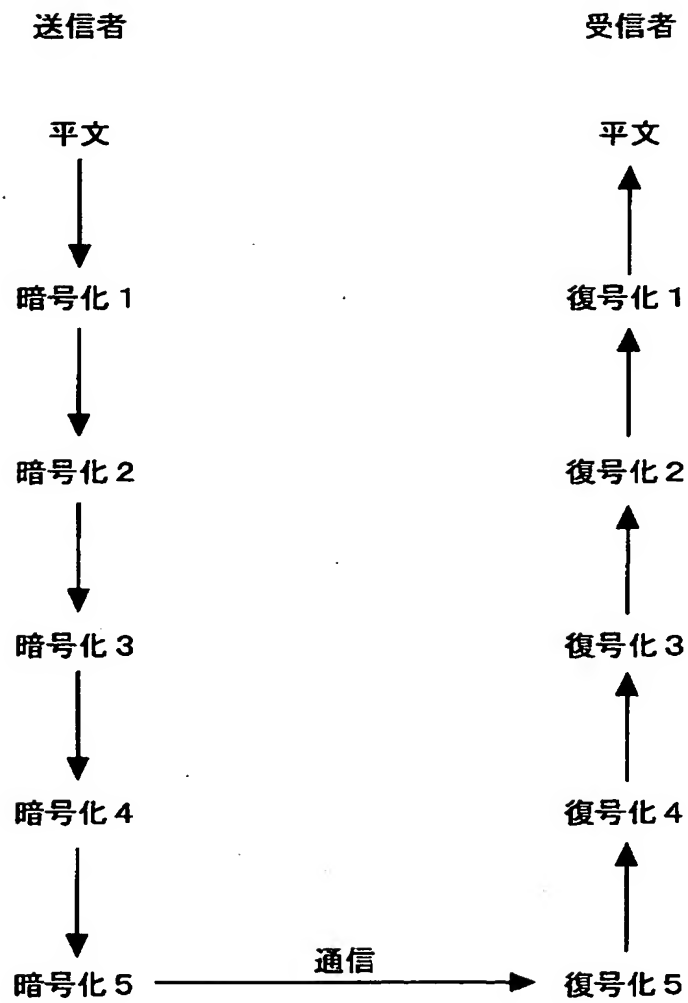 送信者 受信者
平文 平文
暗号化1 復号化1
暗号化2 復号化2
暗号化3 復号化3
暗号化4 復号化4
通信
暗号化5 復号化5